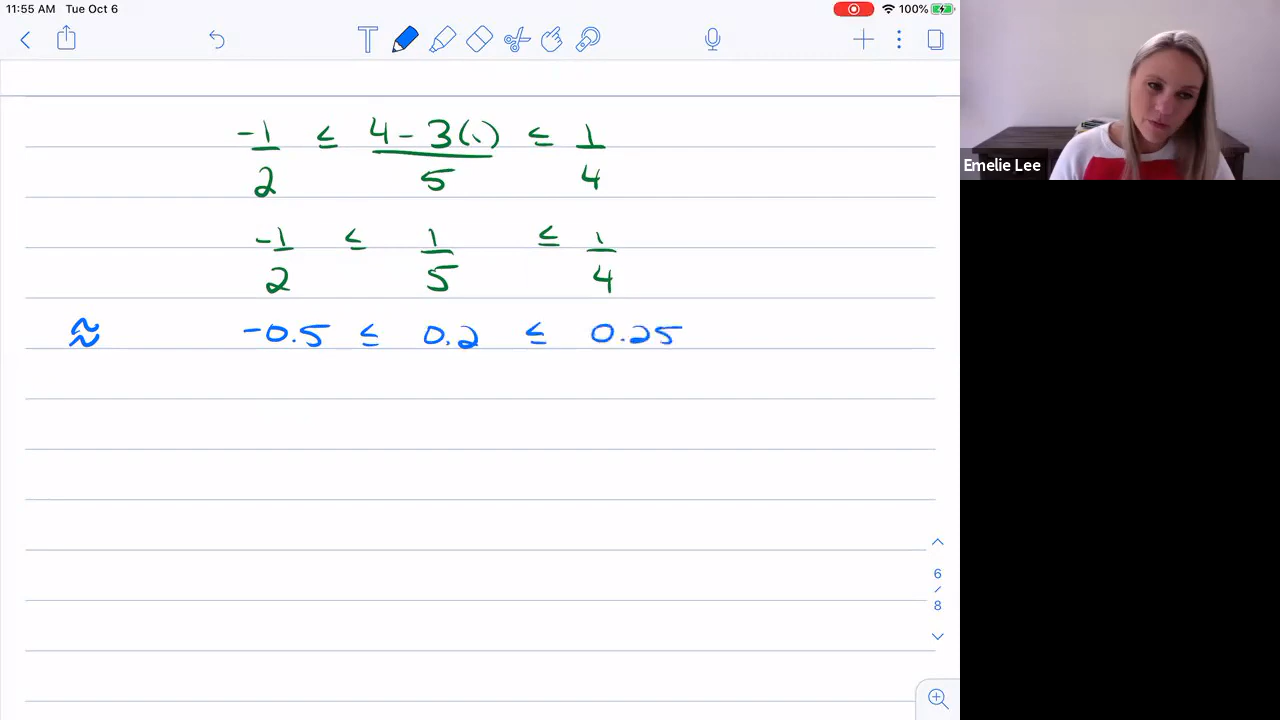 11:55 AM Tue Oct 6 100%
T
-1/2 ≤ 4 - 3(1)/5 ≤ 1/4
-1/2 ≤ 1/5 ≤ 1/4
≈ -0.5 ≤ 0.2 ≤ 0.25
6
/
8
Emelie Lee